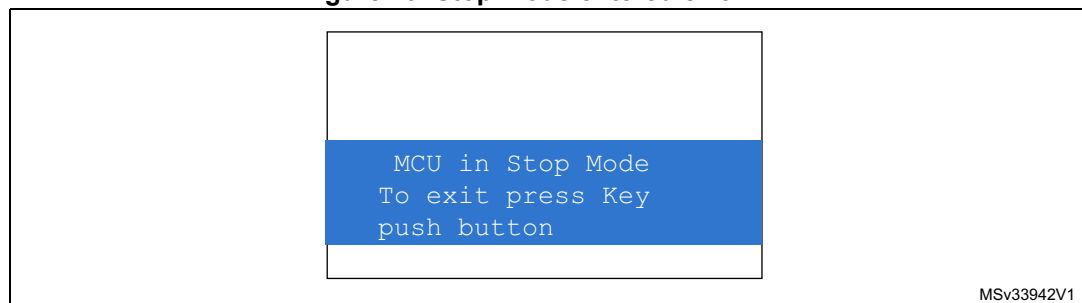 MCU in Stop Mode
To exit press Key
push button
MSv33942V1